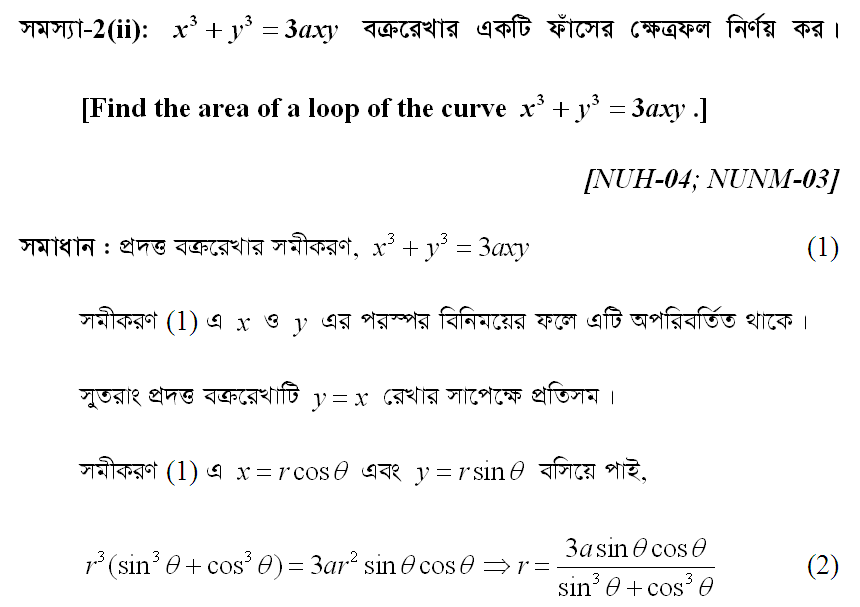 সমস্যা-2(ii): x³ + y³ = 3axy বক্ররেখার একটি ফাঁসের ক্ষেত্রফল নির্ণয় কর।
[Find the area of a loop of the curve x³ + y³ = 3axy .]
[NUH-04; NUNM-03]
সমাধান : প্রদত্ত বক্ররেখার সমীকরণ, x³ + y³ = 3axy (1)
সমীকরণ (1) এ x ও y এর পরস্পর বিনিময়ের ফলে এটি অপরিবর্তিত থাকে।
সুতরাং প্রদত্ত বক্ররেখাটি y = x রেখার সাপেক্ষে প্রতিসম।
সমীকরণ (1) এ x = r cos θ এবং y = r sin θ বসিয়ে পাই,
r³(sin³ θ + cos³ θ) = 3ar² sin θ cos θ ⇒ r = (3a sin θ cos θ)/(sin³ θ + cos³ θ) (2)